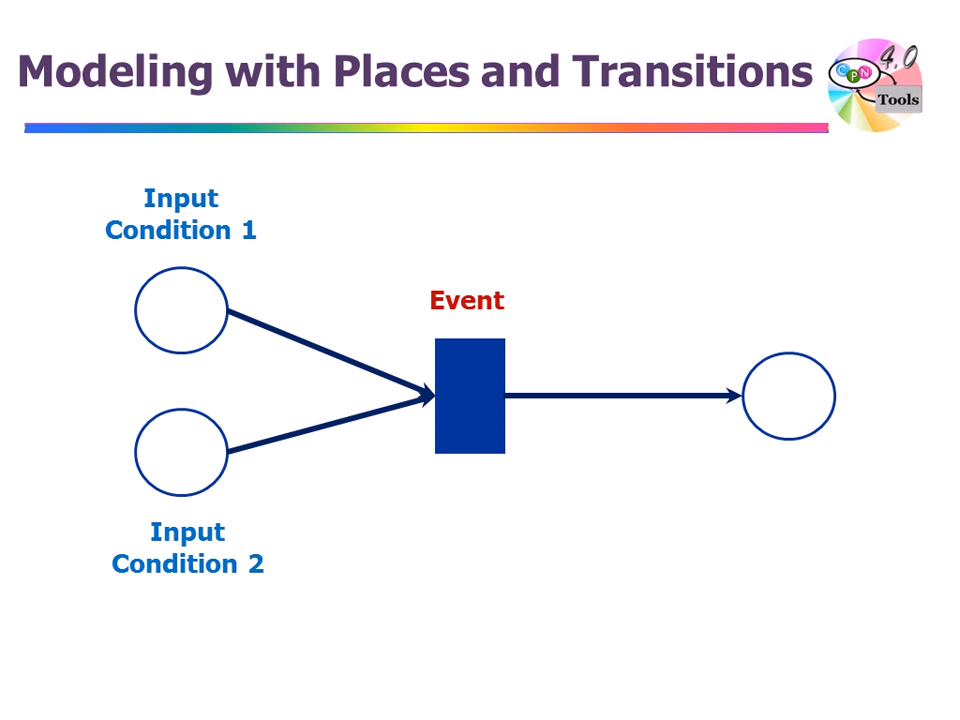 Modeling with Places and Transitions
4.0
CPN
Tools
Input
Condition 1
Event
Input
Condition 2